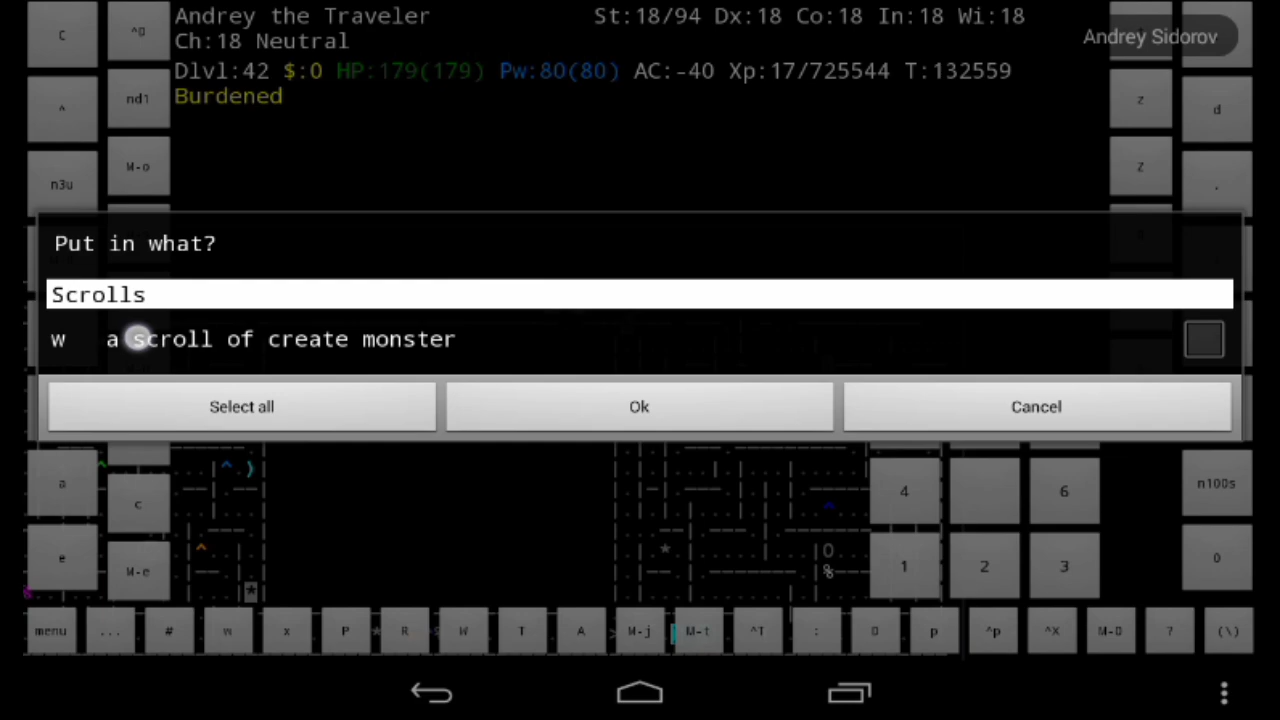 Andrey the Traveler St:18/94 Dx:18 Co:18 In:18 Wi:18
Ch:18 Neutral
Dlvl:42 $:0 HP:179(179) Pw:80(80) AC:-40 Xp:17/725544 T:132559
Burdened
Andrey Sidorov
C
^
n3u
nd1
M-o
z
Z
d
.
Put in what?
Scrolls
w a scroll of create monster
Select all Ok Cancel
a
e
c
M-e
4 6
1 2 3
n100s
menu ... # w x P R W T A M-j M-t ^T : p ^p ^X ? (\)